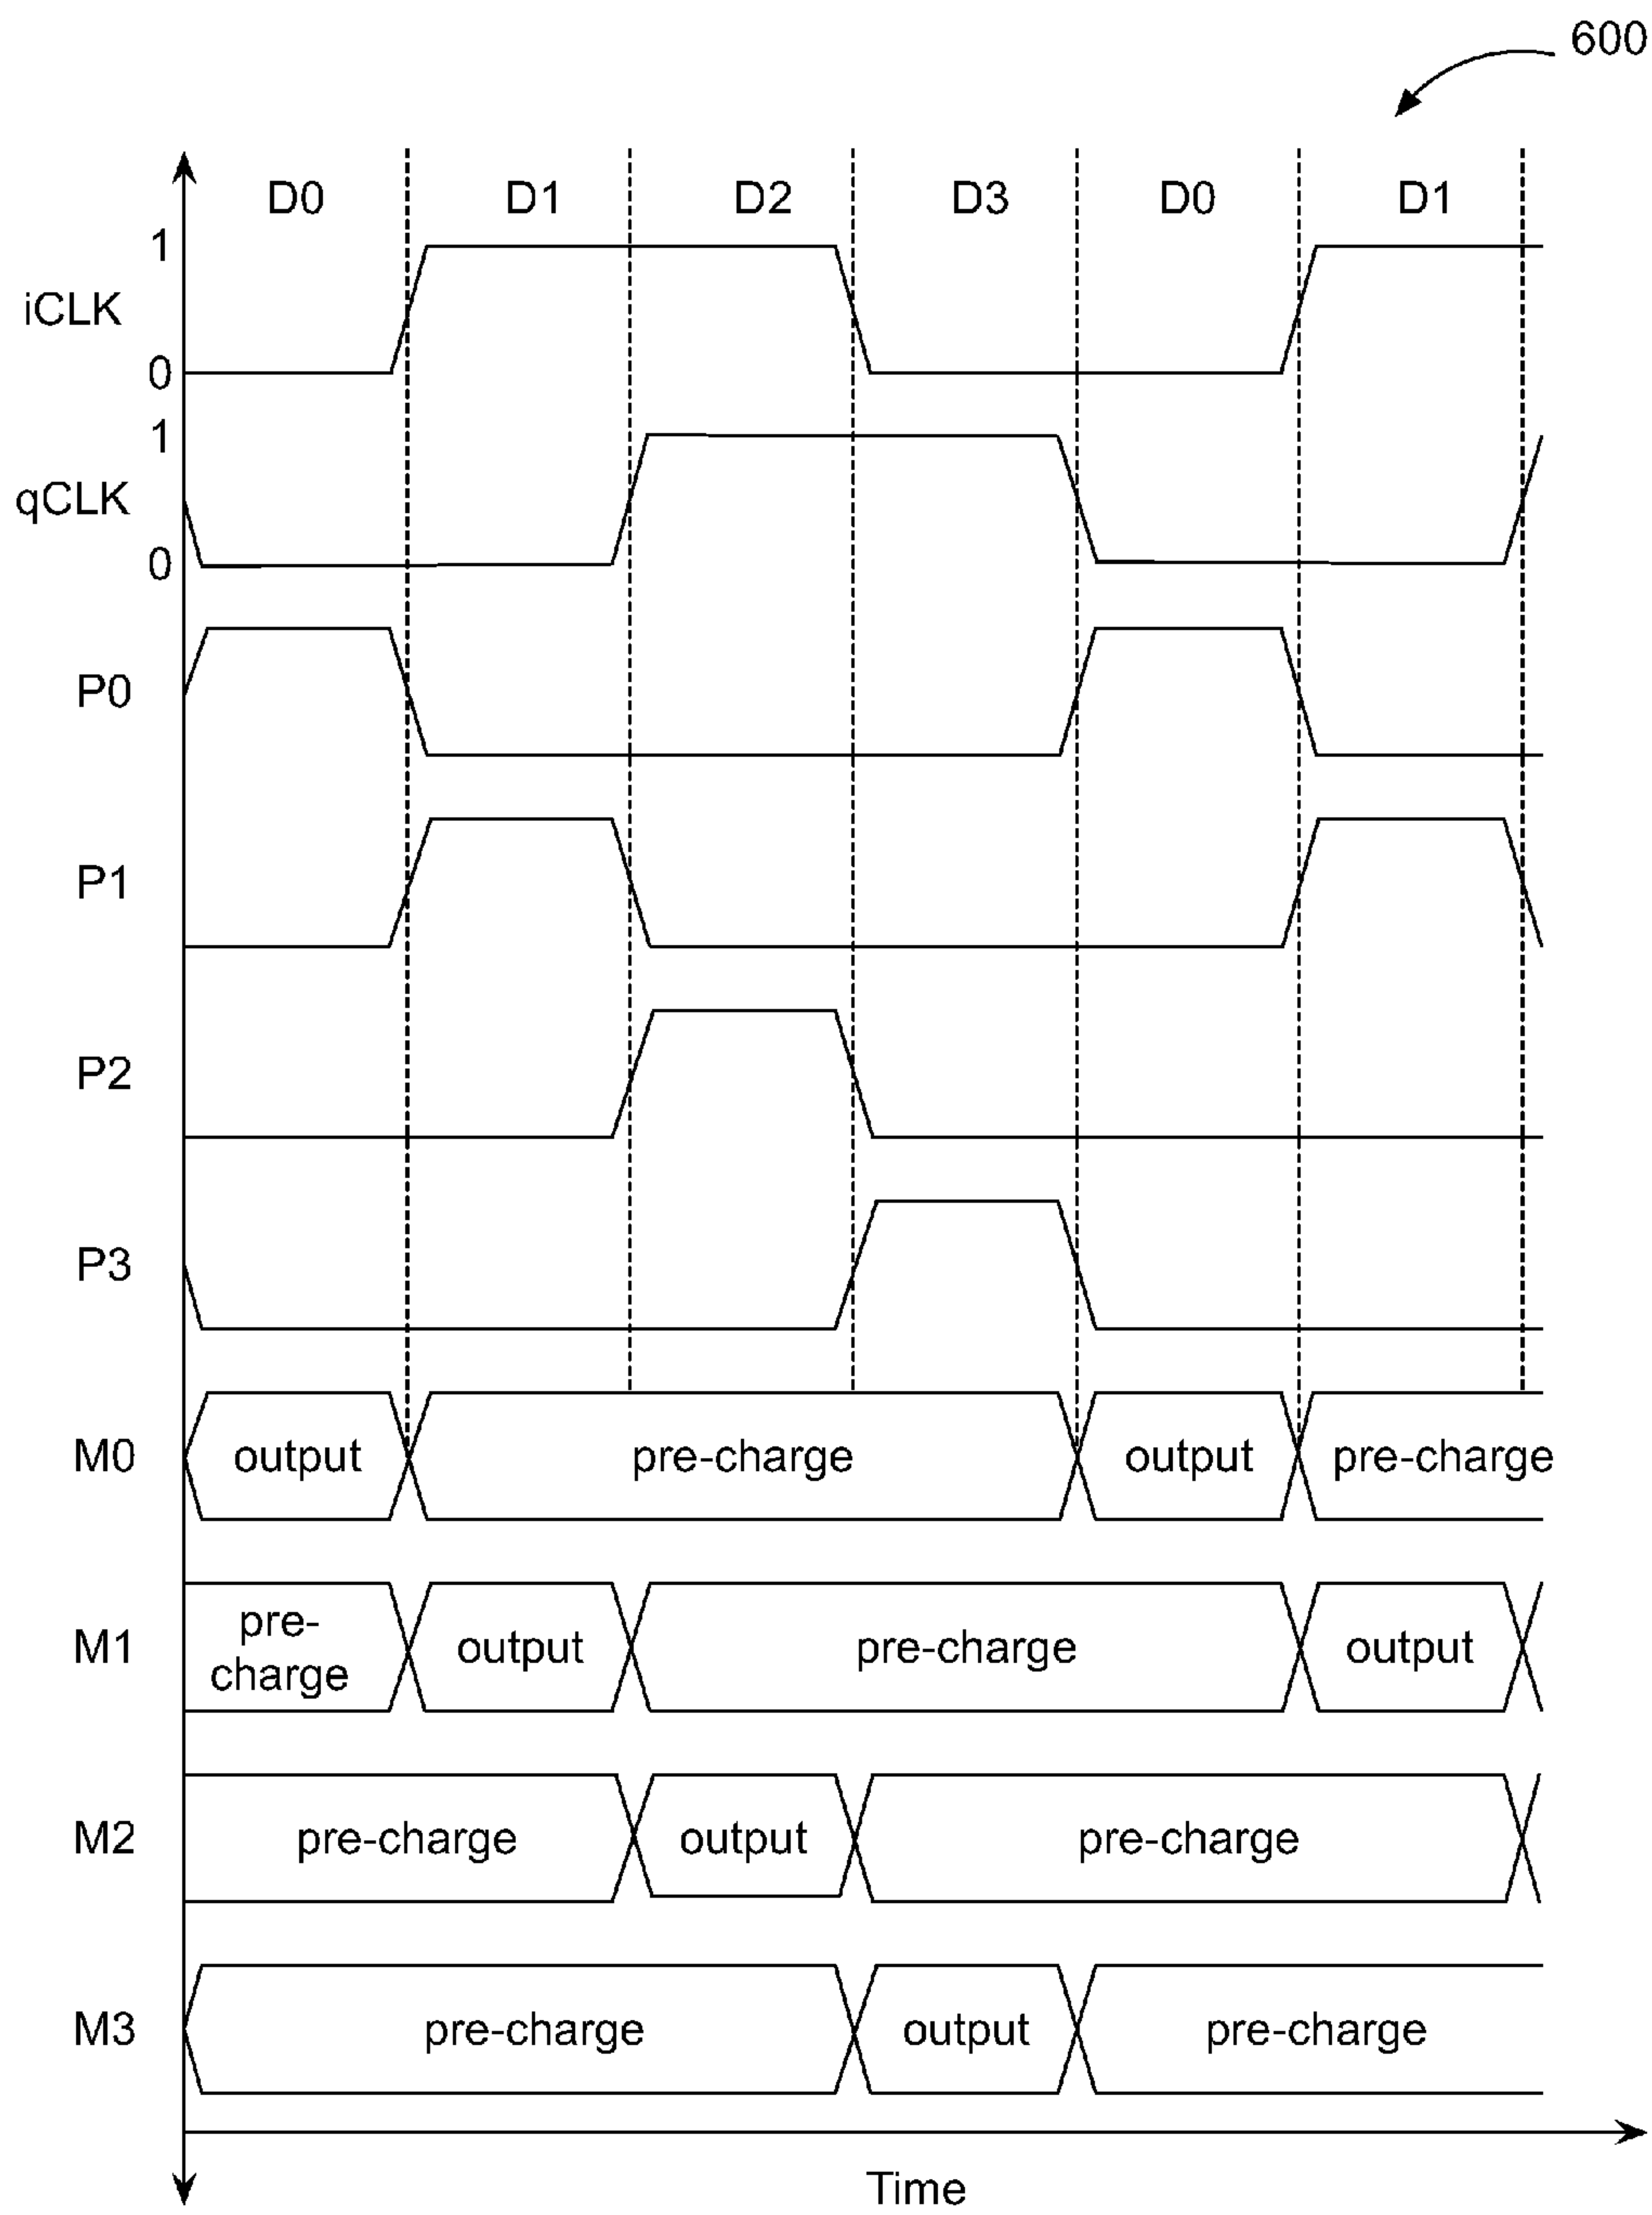 600
D0 D1 D2 D3 D0 D1
1
iCLK
0
1
qCLK
0
P0
P1
P2
P3
M0 output pre-charge output pre-charge
M1 pre-
charge output pre-charge output
M2 pre-charge output pre-charge
M3 pre-charge output pre-charge
Time